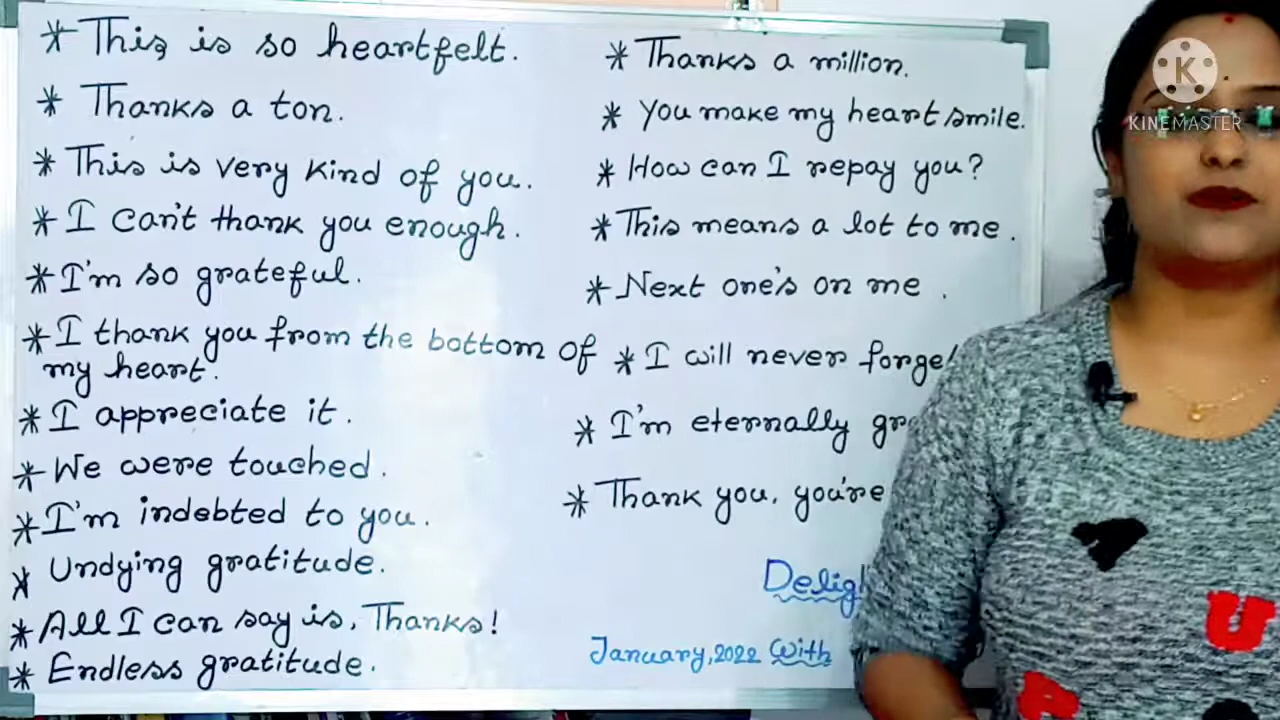 * This is so heartfelt.
* Thanks a ton.
* This is very kind of you.
* I can't thank you enough.
* I'm so grateful.
* I thank you from the bottom of
my heart.
* I appreciate it.
* We were touched.
* I'm indebted to you.
* Undying gratitude.
* All I can say is, Thanks!
* Endless gratitude.
* Thanks a million.
* You make my heart smile.
* How can I repay you?
* This means a lot to me.
* Next one's on me.
* I will never
* I'm eternally
* Thank you, you're
January, 2022 With
K
KINEMASTER
U